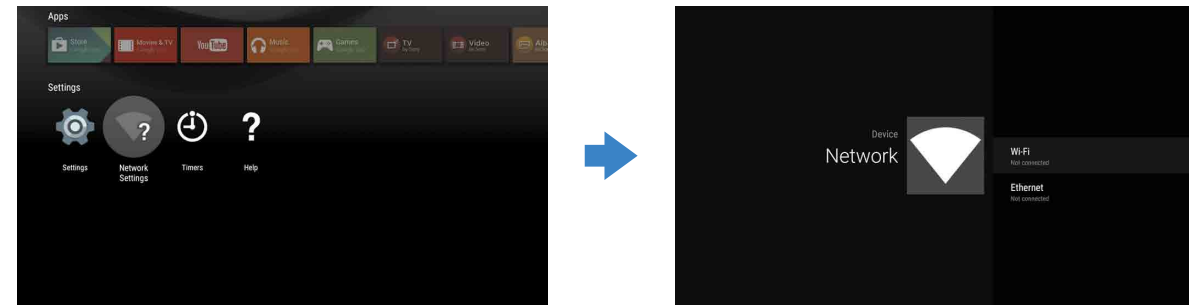 Apps
Store
Movies & TV
YouTube
Music
Games
TV
Video
Settings
?
?
Settings
Network
Settings
Timers
Help
Device
Network
Wi-Fi
Not connected
Ethernet
Not connected